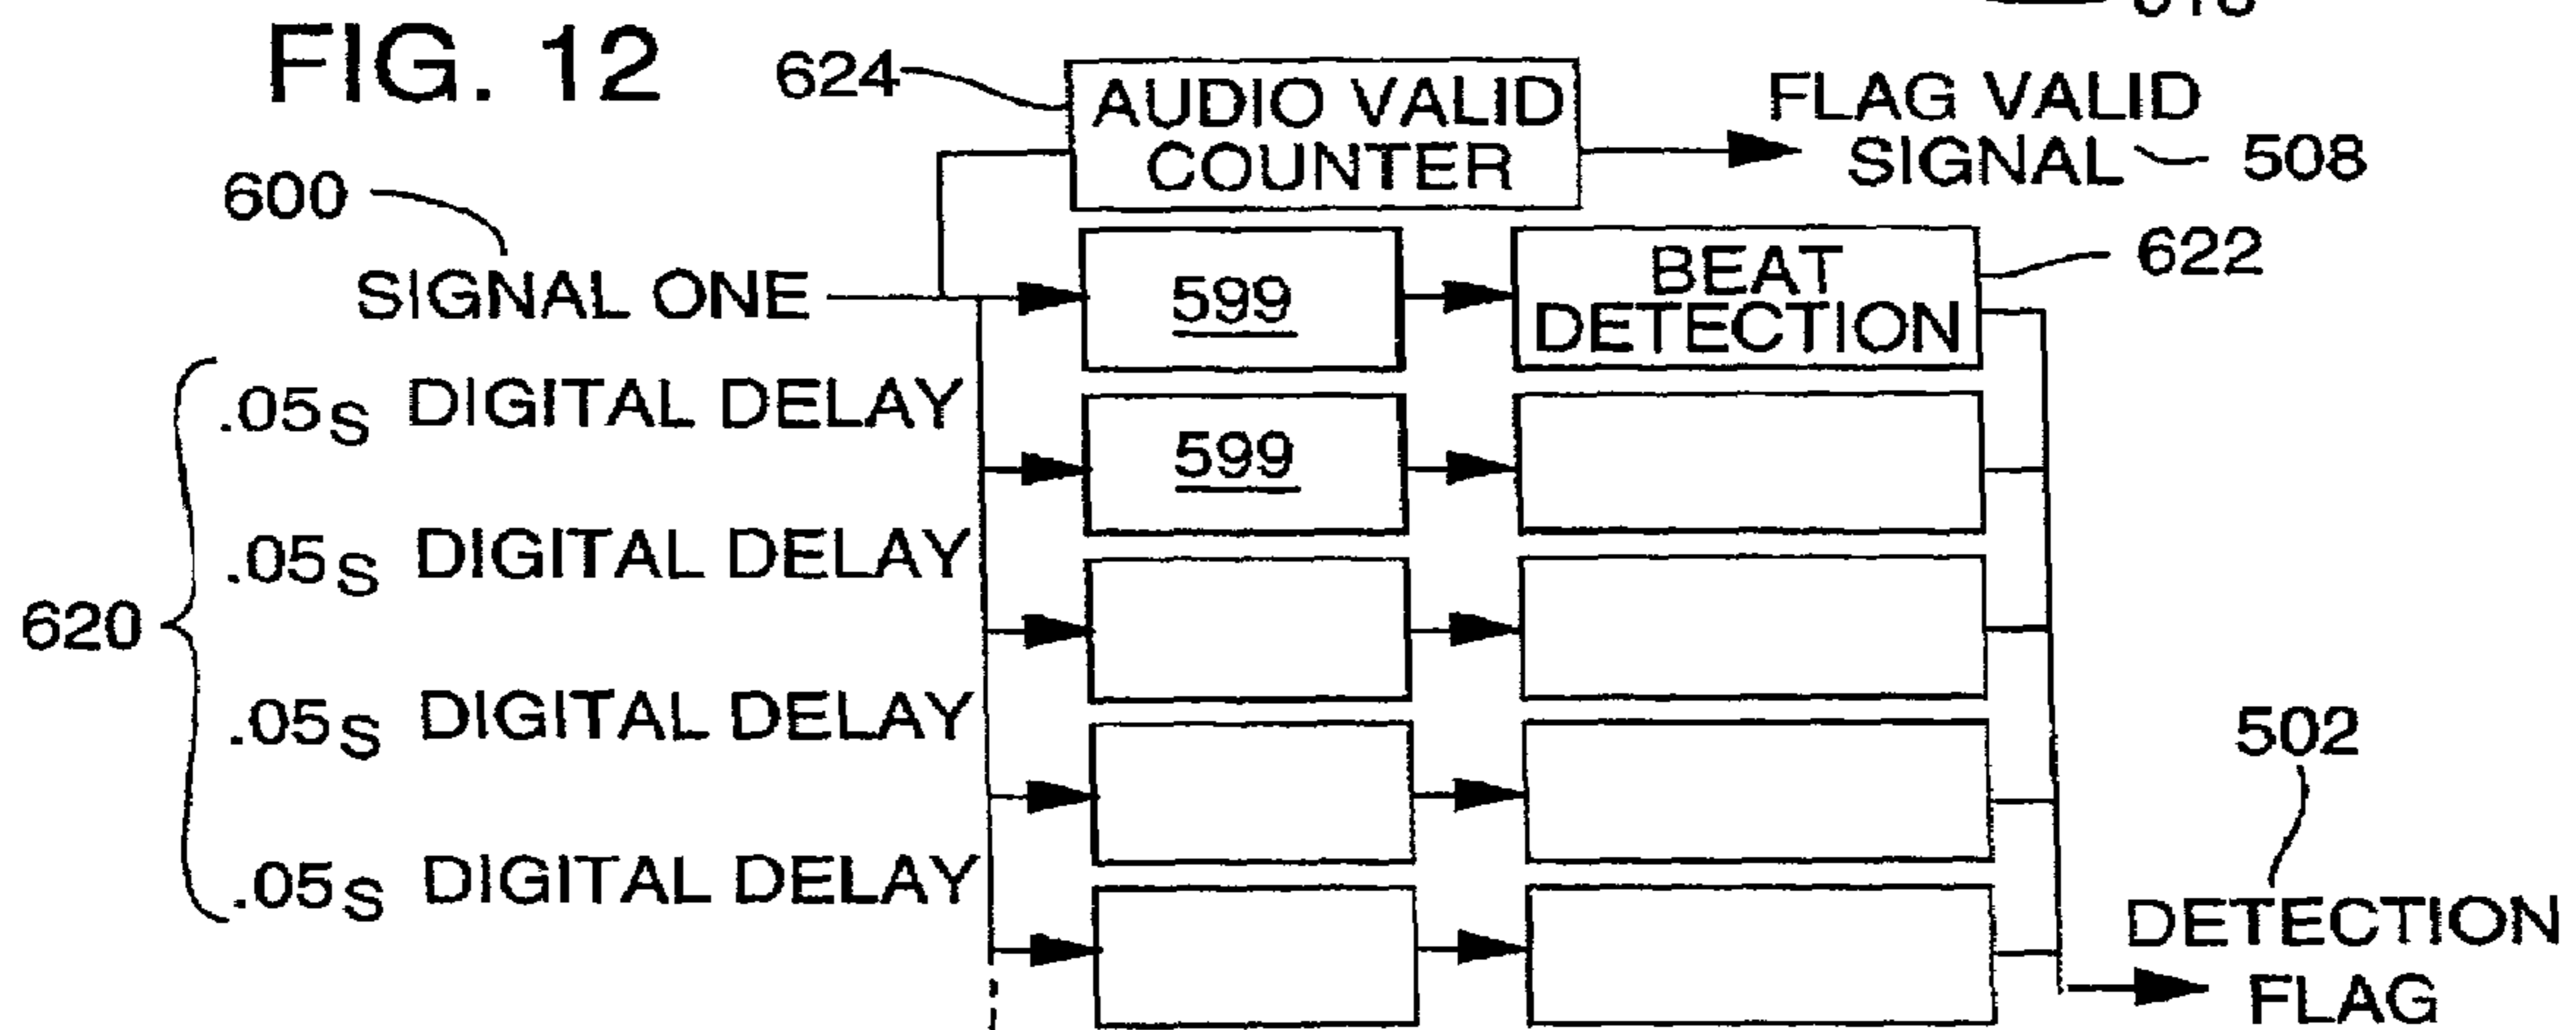 FIG. 12
624
AUDIO VALID
COUNTER
FLAG VALID
SIGNAL
508
600
SIGNAL ONE
599
BEAT
DETECTION
622
.05s DIGITAL DELAY
599
.05s DIGITAL DELAY
620
.05s DIGITAL DELAY
502
.05s DIGITAL DELAY
DETECTION
FLAG